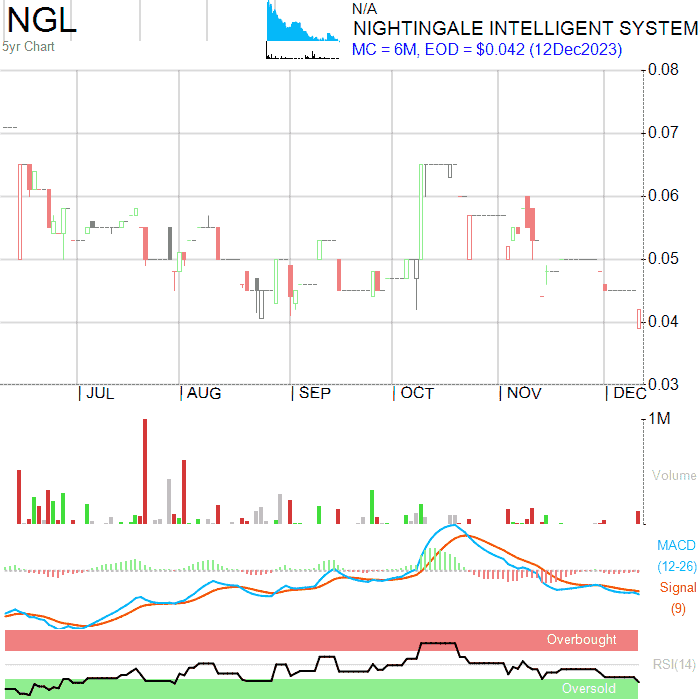 NGL
5yr Chart
N/A
NIGHTINGALE INTELLIGENT SYSTEM
MC = 6M, EOD = $0.042 (12Dec2023)
0.08
0.07
0.06
0.05
0.04
0.03
JUL
AUG
SEP
OCT
NOV
DEC
1M
Volume
MACD
(12-26)
Signal
(9)
Overbought
RSI(14)
Oversold